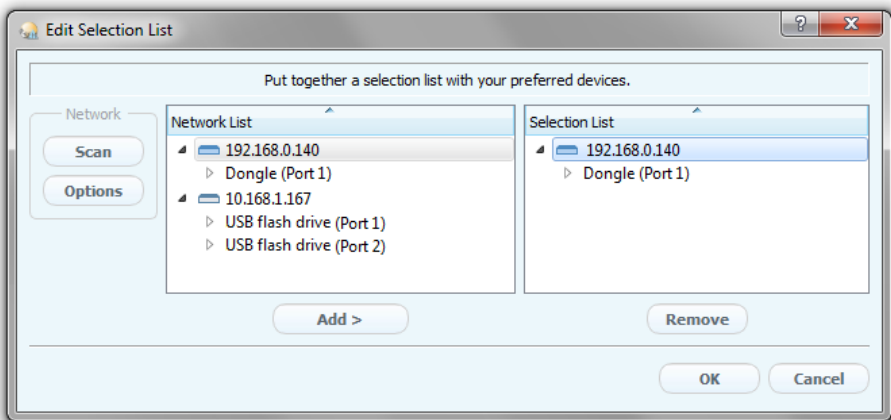 Edit Selection List
?
X
Put together a selection list with your preferred devices.
Network
Scan
Options
Network List
192.168.0.140
Dongle (Port 1)
10.168.1.167
USB flash drive (Port 1)
USB flash drive (Port 2)
Add >
Selection List
192.168.0.140
Dongle (Port 1)
Remove
OK
Cancel